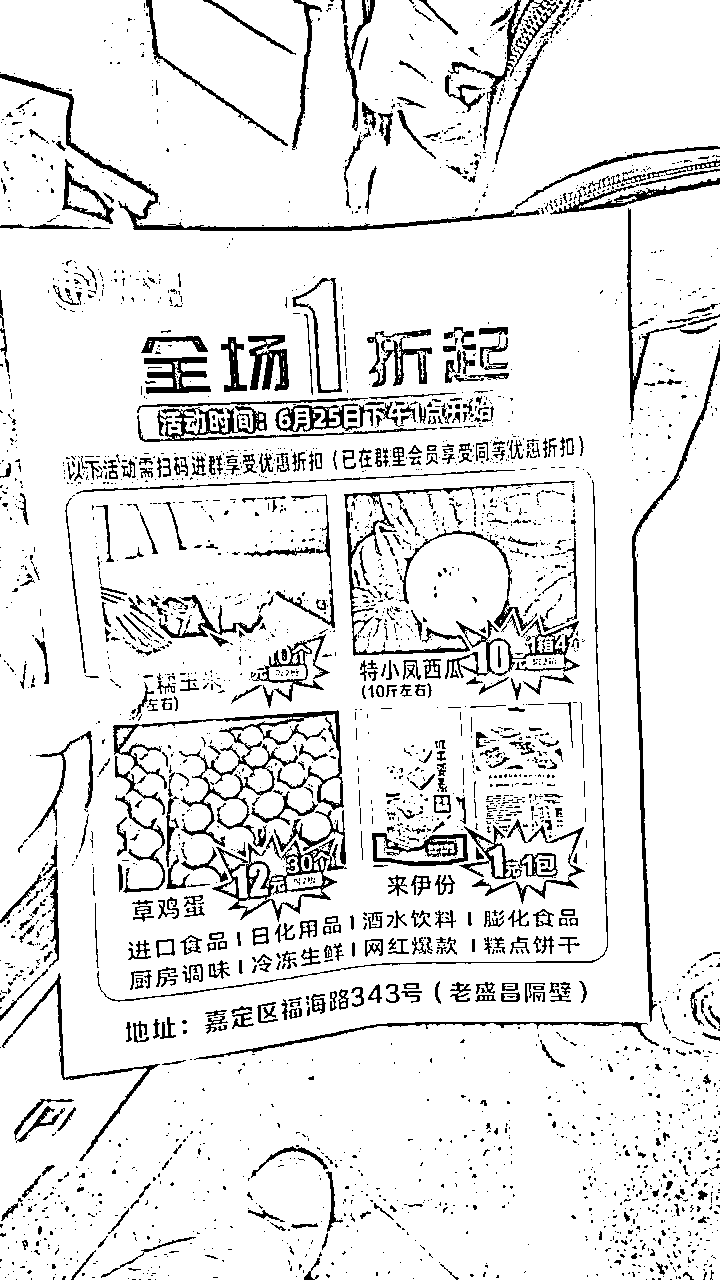 全场1折起
活动时间：6月25日下午1点开始
以下活动需扫码进群享受优惠折扣（已在群里会员享受同等优惠折扣）
糯玉米
左右)
元10个
特小凤西瓜
(10斤左右)
10元1箱4个
草鸡蛋
12元30个
来伊份
1元1包
进口食品 | 日化用品 | 酒水饮料 | 膨化食品
厨房调味 | 冷冻生鲜 | 网红爆款 | 糕点饼干
地址：嘉定区福海路343号（老盛昌隔壁）